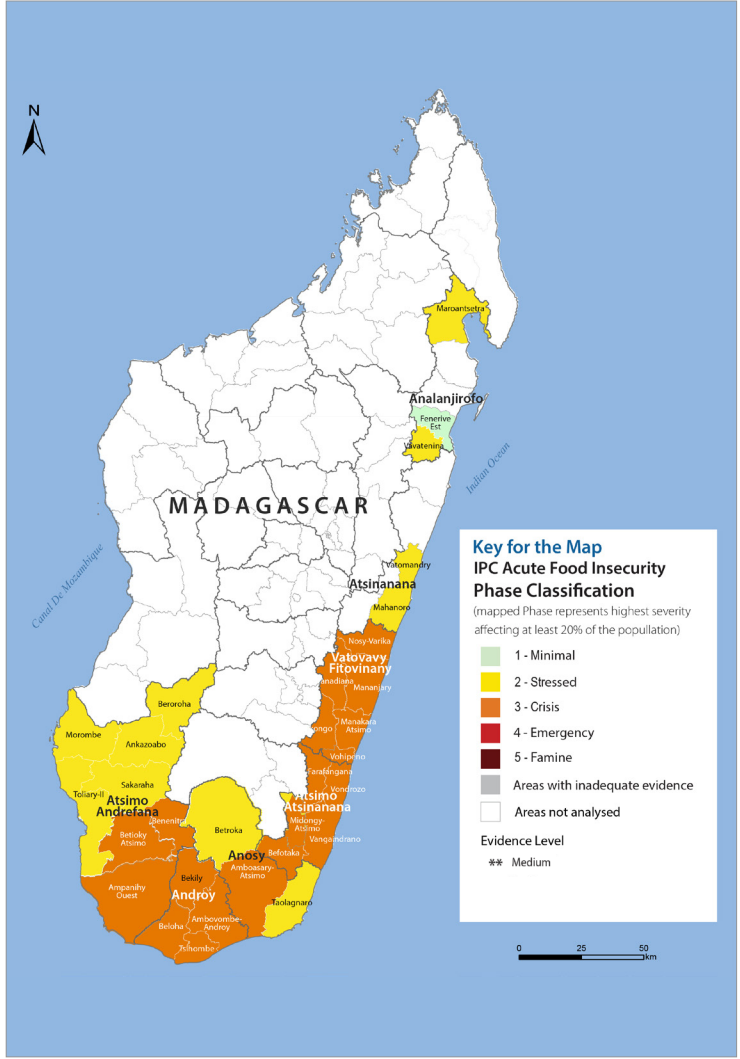 N
Maroantsetra
Analanjirofo
Fenerive
Est
Vavatenina
Indian Ocean
MADAGASCAR
Canal De Mozambique
Vatomandry
Atsinanana
Mahanoro
Nosy-Varika
Vatovavy
Fitovinany
anadiana
Mananjary
Manakara
Atsimo
ongo
Vohipeno
Farafangana
Vondrozo
Atsimo
Atsinanana
Midongy-
Atsimo
Vangaindrano
Befotaka
Beroroha
Morombe
Ankazoabo
Sakaraha
Toliary-II
Atsimo
Andrefana
Benenits
Betioky
Atsimo
Betroka
Anosy
Amboasary-
Atsimo
Ampanihy
Ouest
Bekily
Androy
Taolagnaro
Ambovombe-
Androy
Beloha
Tsihombe
Key for the Map
IPC Acute Food Insecurity
Phase Classification
(mapped Phase represents highest severity
affecting at least 20% of the popullation)
1 - Minimal
2 - Stressed
3 - Crisis
4 - Emergency
5 - Famine
Areas with inadequate evidence
Areas not analysed
Evidence Level
** Medium
0 25 50
km